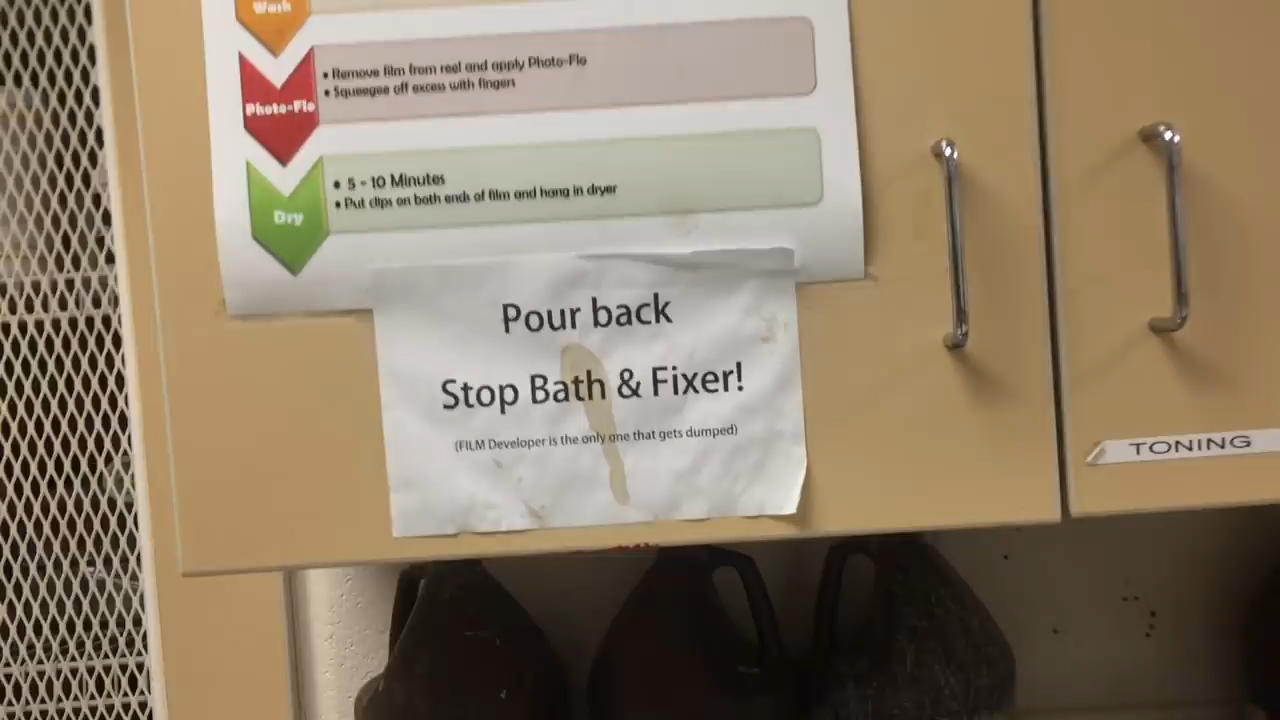 Wash
Photo-Flo
• Remove film from reel and apply Photo-Flo
• Squeegee off excess with fingers
Dry
• 5 - 10 Minutes
• Put clips on both ends of film and hang in dryer
Pour back
Stop Bath & Fixer!
(FILM Developer is the only one that gets dumped)
TONING